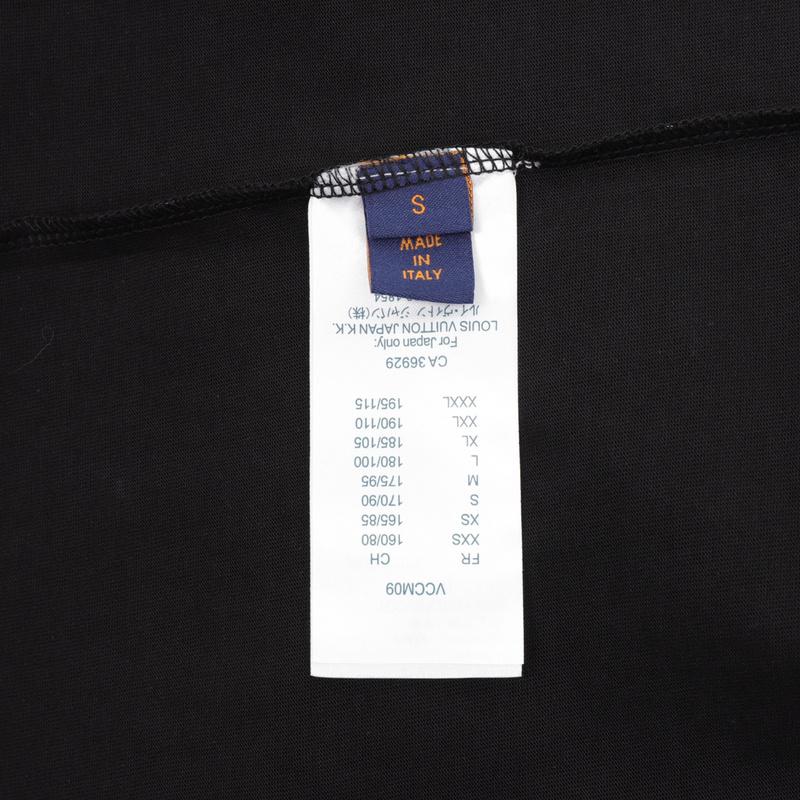 S
MADE
IN
ITALY
VCCM09
FR CH
XXS 160/80
XS 165/85
S 170/90
M 175/95
L 180/100
XL 185/105
XXL 190/110
XXXL 195/115
CA 36929
For Japan only:
LOUIS VUITTON JAPAN K.K.
ルイ・ヴィトン ジャパン(株)